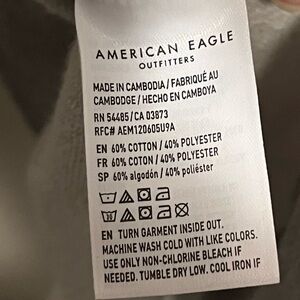 AMERICAN EAGLE
OUTFITTERS
MADE IN CAMBODIA / FABRIQUÉ AU
CAMBODGE / HECHO EN CAMBOYA
RN 54485/CA 03873
RFC# AEM120605U9A
EN 60% COTTON / 40% POLYESTER
FR 60% COTON / 40% POLYESTER
SP 60% algodón / 40% poliéster
30
EN TURN GARMENT INSIDE OUT.
MACHINE WASH COLD WITH LIKE COLORS.
USE ONLY NON-CHLORINE BLEACH IF
NEEDED. TUMBLE DRY LOW. COOL IRON IF